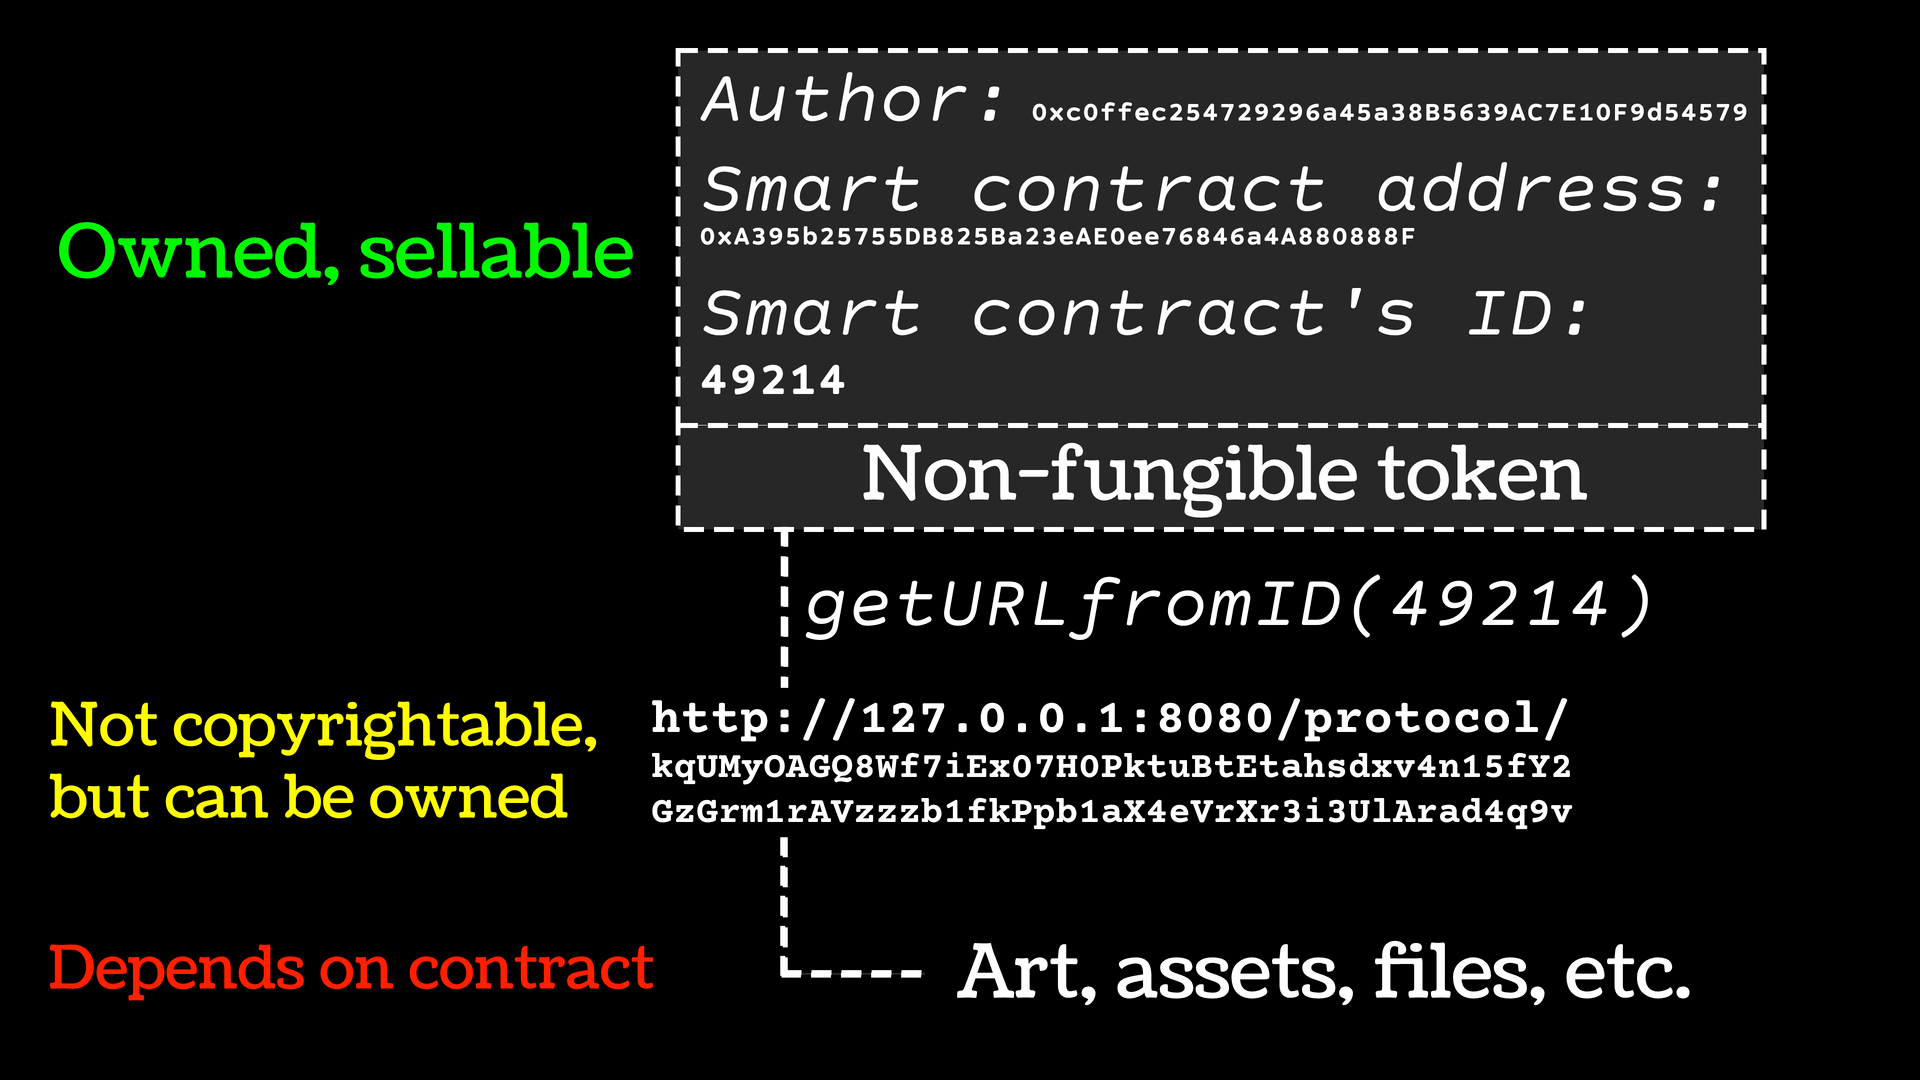 Author: 0xc0ffec254729296a45a38B5639AC7E10F9d54579
Smart contract address:
0xA395b25755DB825Ba23eAE0ee76846a4A880888F
Owned, sellable
Smart contract's ID:
49214
Non-fungible token
getURLfromID(49214)
Not copyrightable,
but can be owned
http://127.0.0.1:8080/protocol/
kqUMyOAGQ8Wf7iEx07H0PktuBtEtahsdxv4n15fY2
GzGrm1rAVzzzb1fkPpb1aX4eVrXr3i3UlArad4q9v
Depends on contract
Art, assets, files, etc.